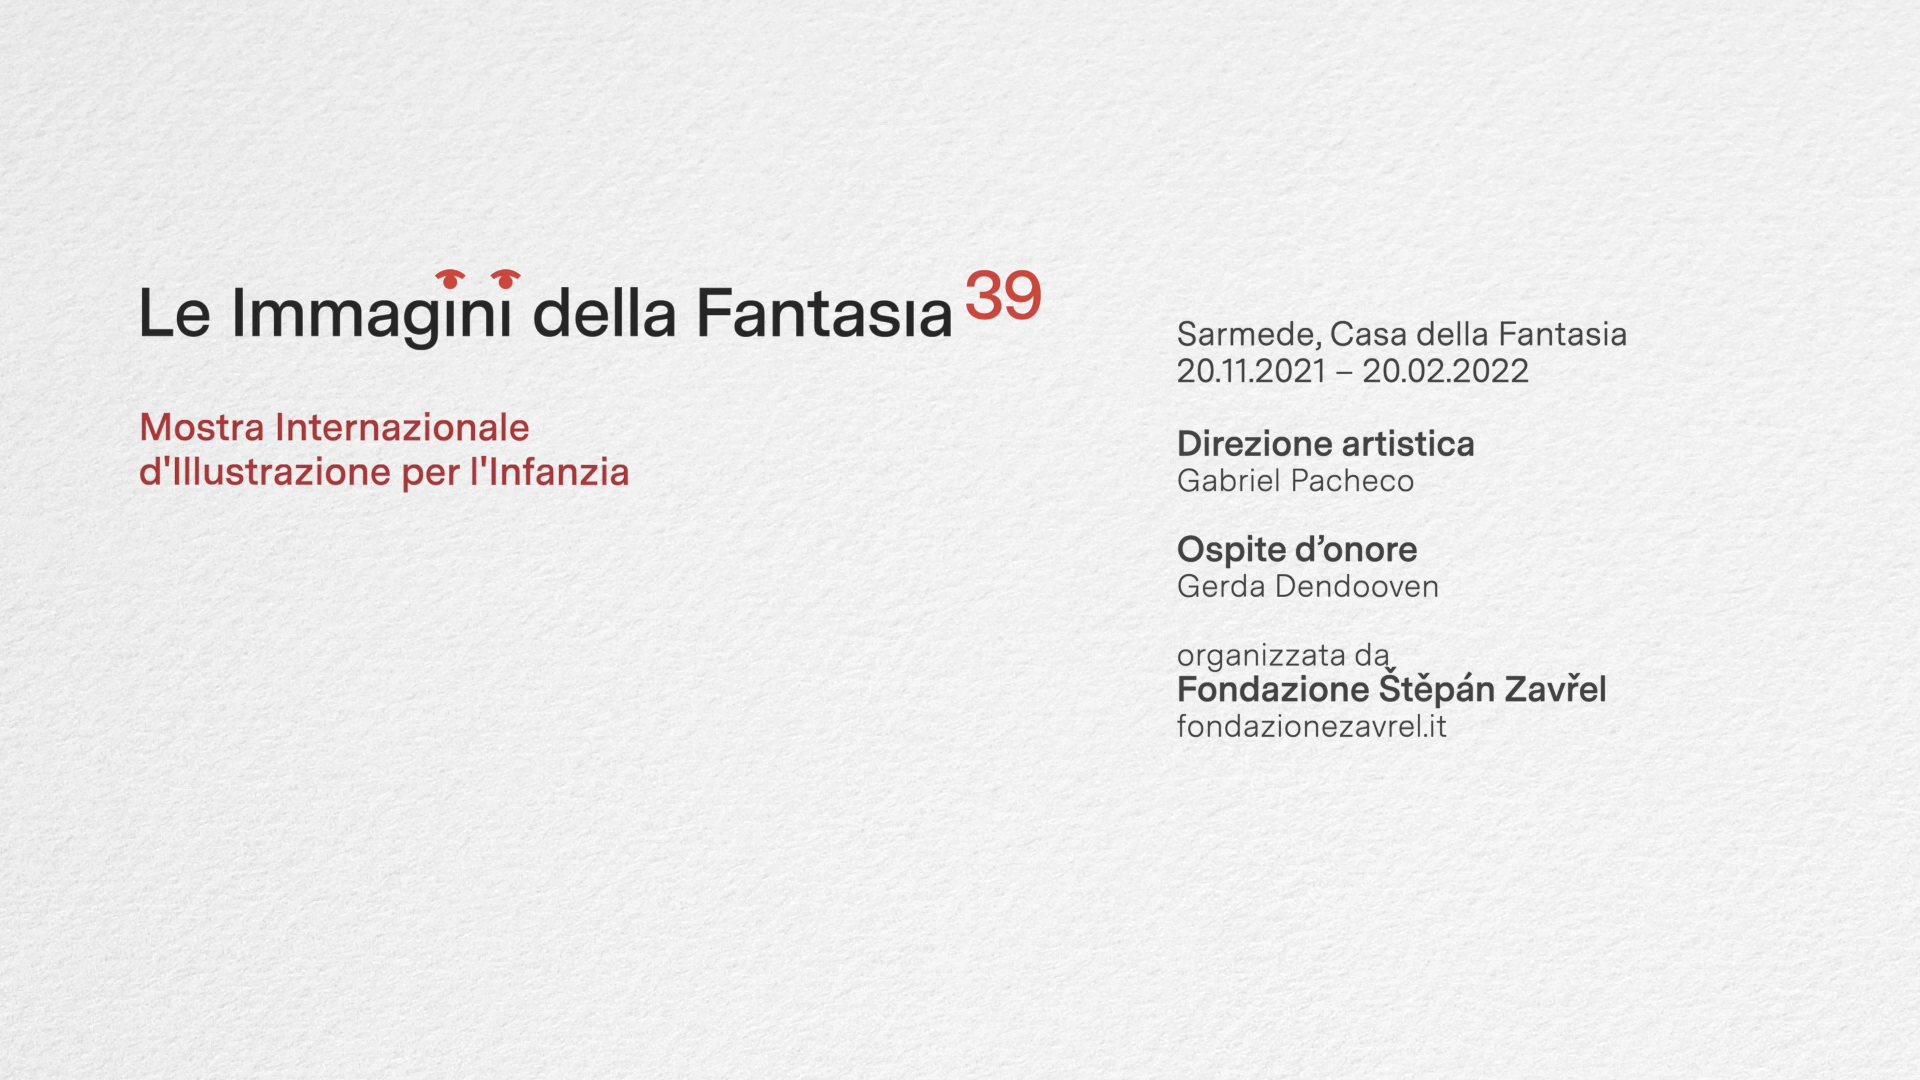 Le Immagini della Fantasıa 39
Mostra Internazionale
d'Illustrazione per l'Infanzia
Sarmede, Casa della Fantasia
20.11.2021 – 20.02.2022
Direzione artistica
Gabriel Pacheco
Ospite d’onore
Gerda Dendooven
organizzata da
Fondazione Štěpán Zavřel
fondazionezavrel.it